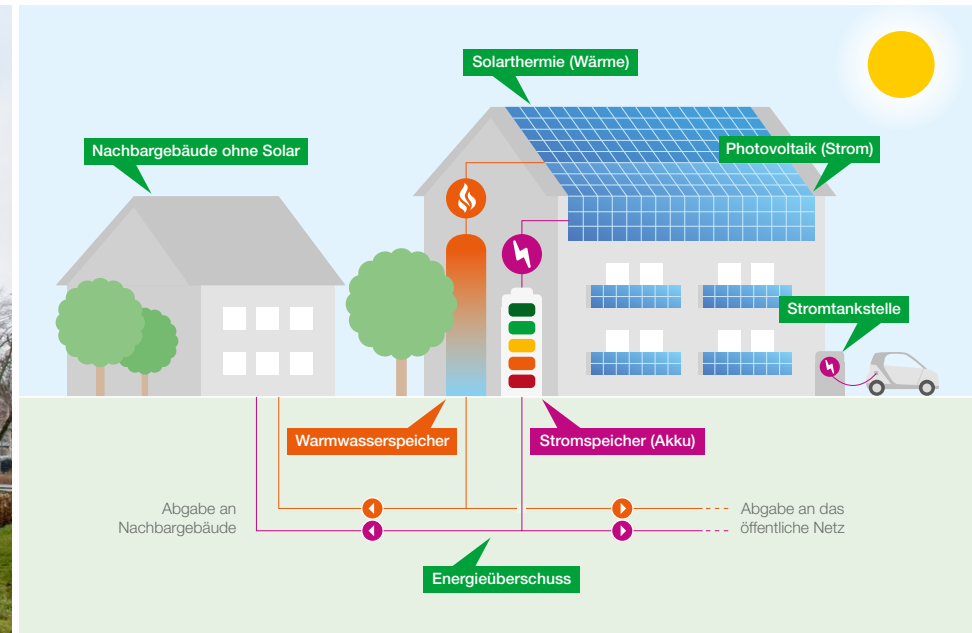 Solarthermie (Wärme)
Nachbargebäude ohne Solar
Photovoltaik (Strom)
Stromtankstelle
Warmwasserspeicher
Stromspeicher (Akku)
Abgabe an
Nachbargebäude
Abgabe an das
öffentliche Netz
Energieüberschuss